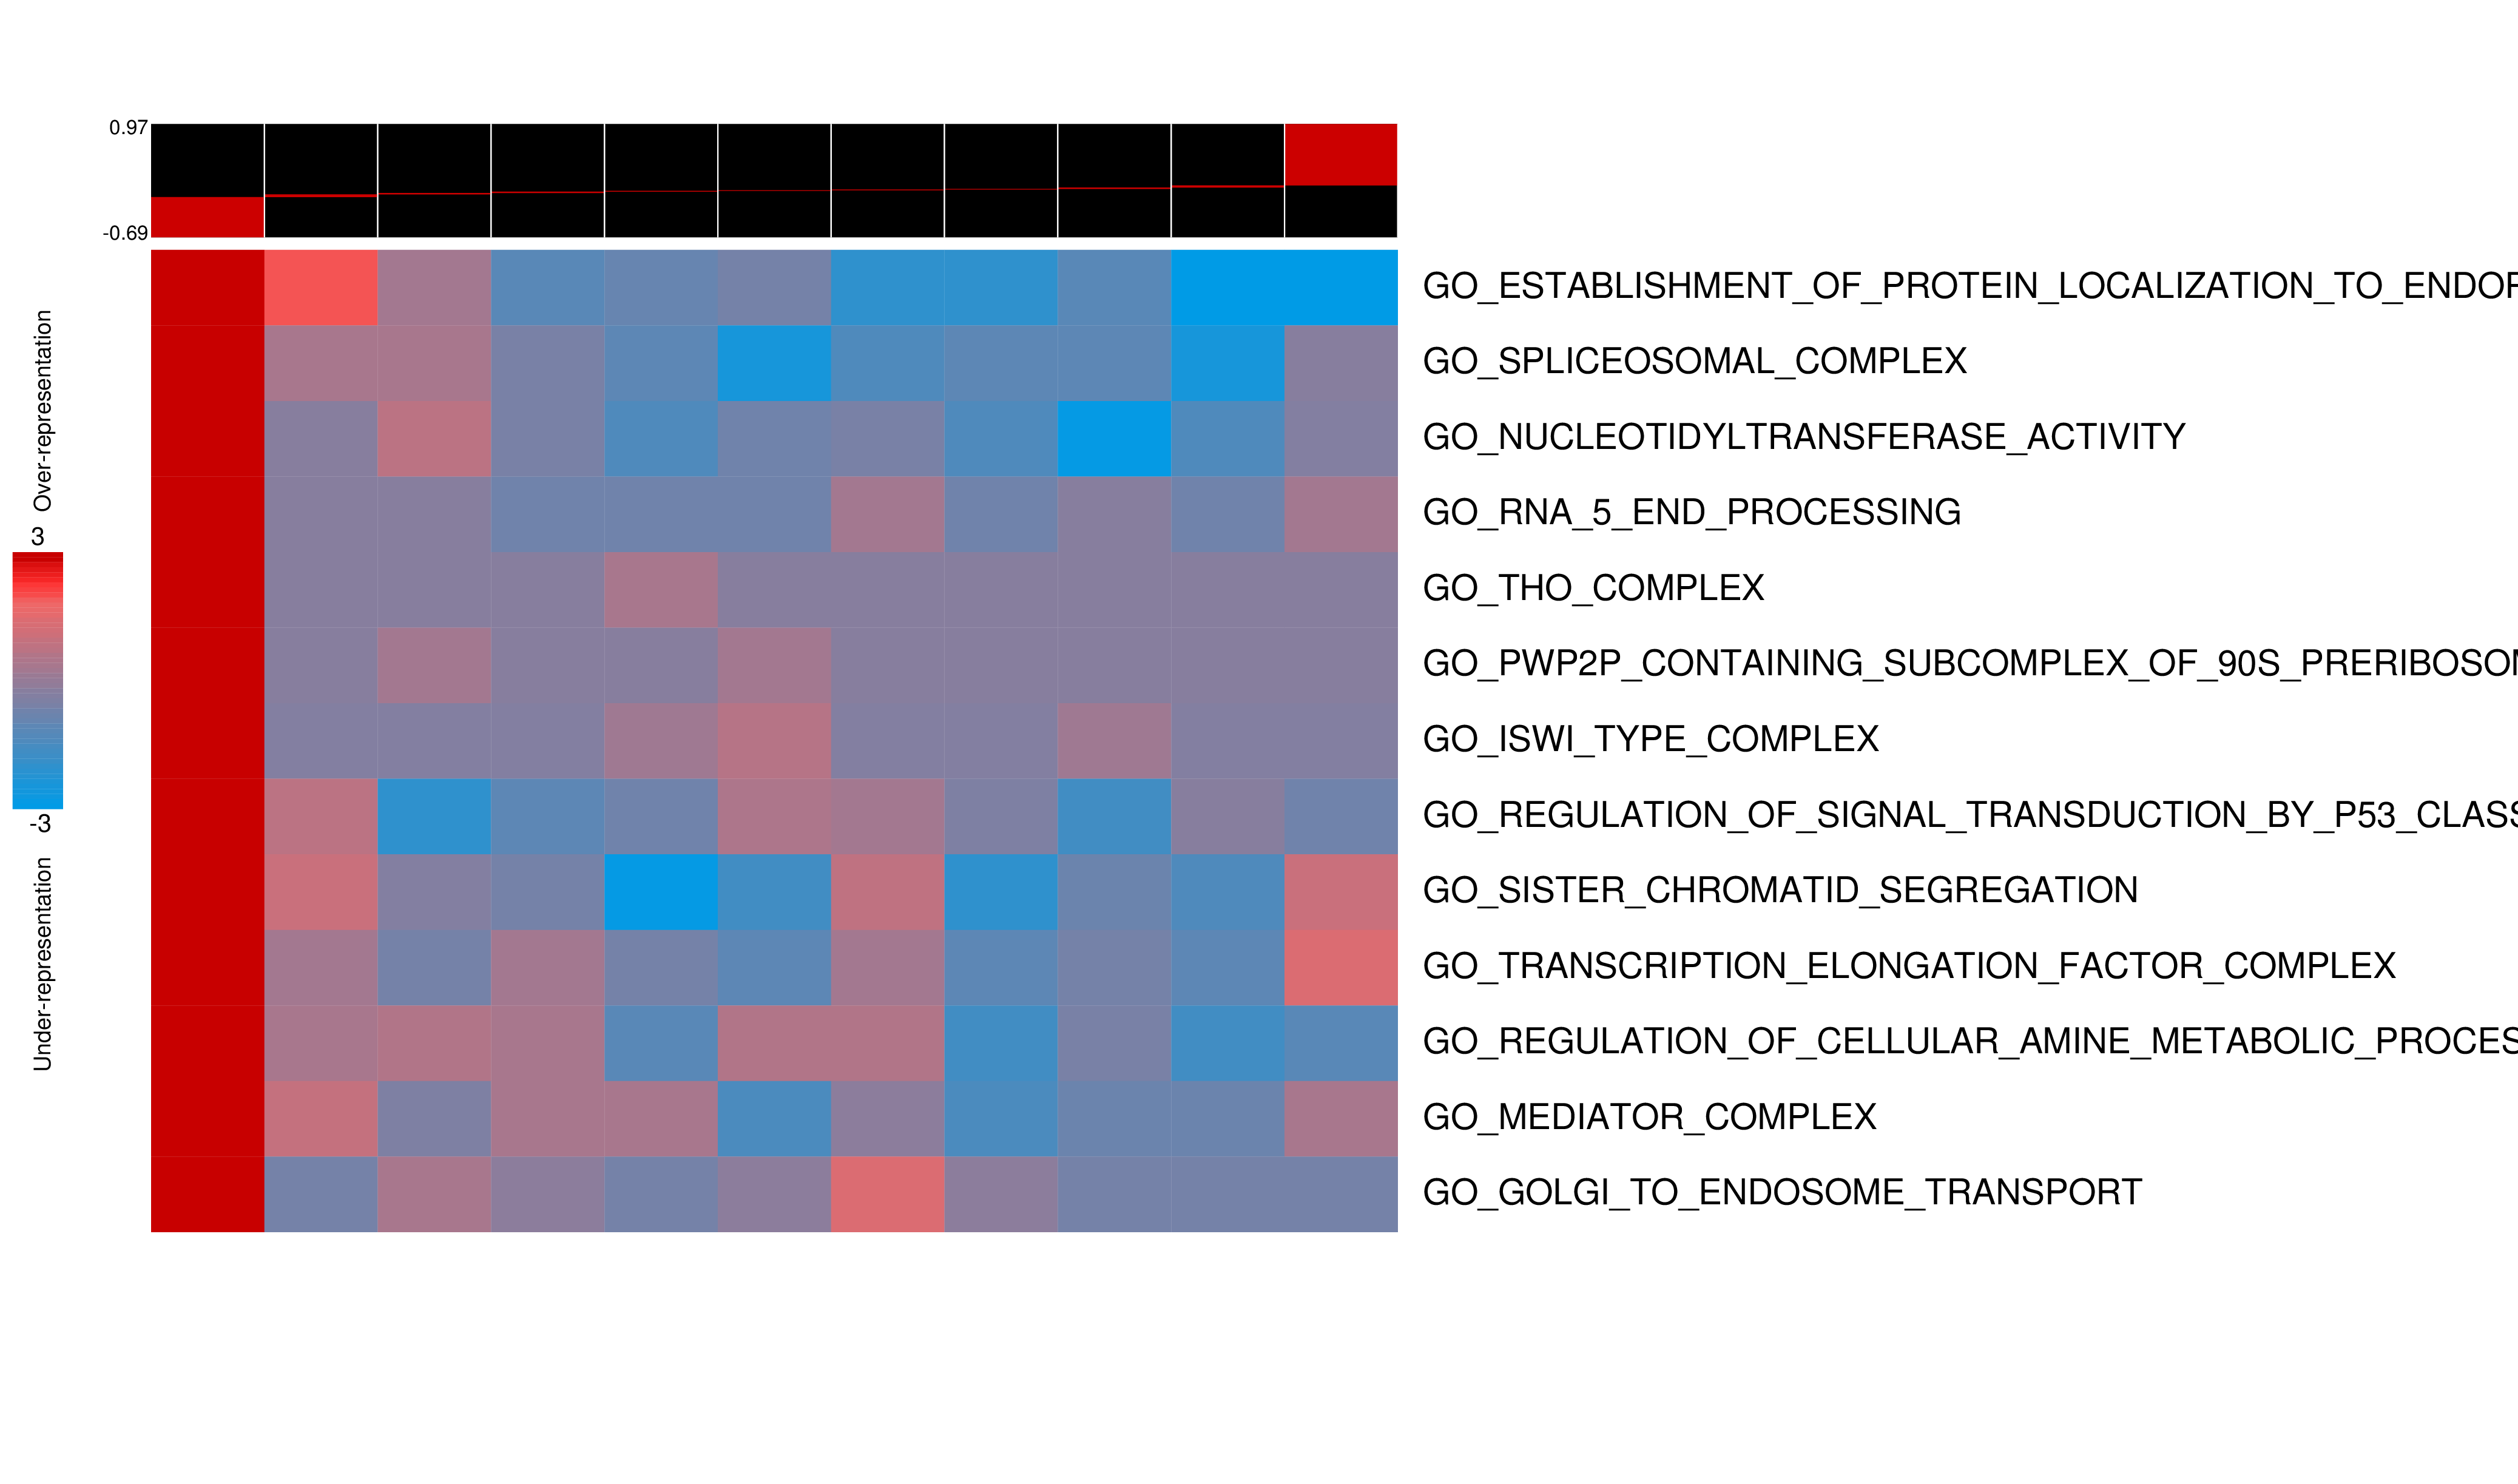 0.97
-0.69
Over-representation
3
-3
Under-representation
GO_ESTABLISHMENT_OF_PROTEIN_LOCALIZATION_TO_ENDOP
GO_SPLICEOSOMAL_COMPLEX
GO_NUCLEOTIDYLTRANSFERASE_ACTIVITY
GO_RNA_5_END_PROCESSING
GO_THO_COMPLEX
GO_PWP2P_CONTAINING_SUBCOMPLEX_OF_90S_PRERIBOSOM
GO_ISWI_TYPE_COMPLEX
GO_REGULATION_OF_SIGNAL_TRANSDUCTION_BY_P53_CLASS
GO_SISTER_CHROMATID_SEGREGATION
GO_TRANSCRIPTION_ELONGATION_FACTOR_COMPLEX
GO_REGULATION_OF_CELLULAR_AMINE_METABOLIC_PROCES
GO_MEDIATOR_COMPLEX
GO_GOLGI_TO_ENDOSOME_TRANSPORT